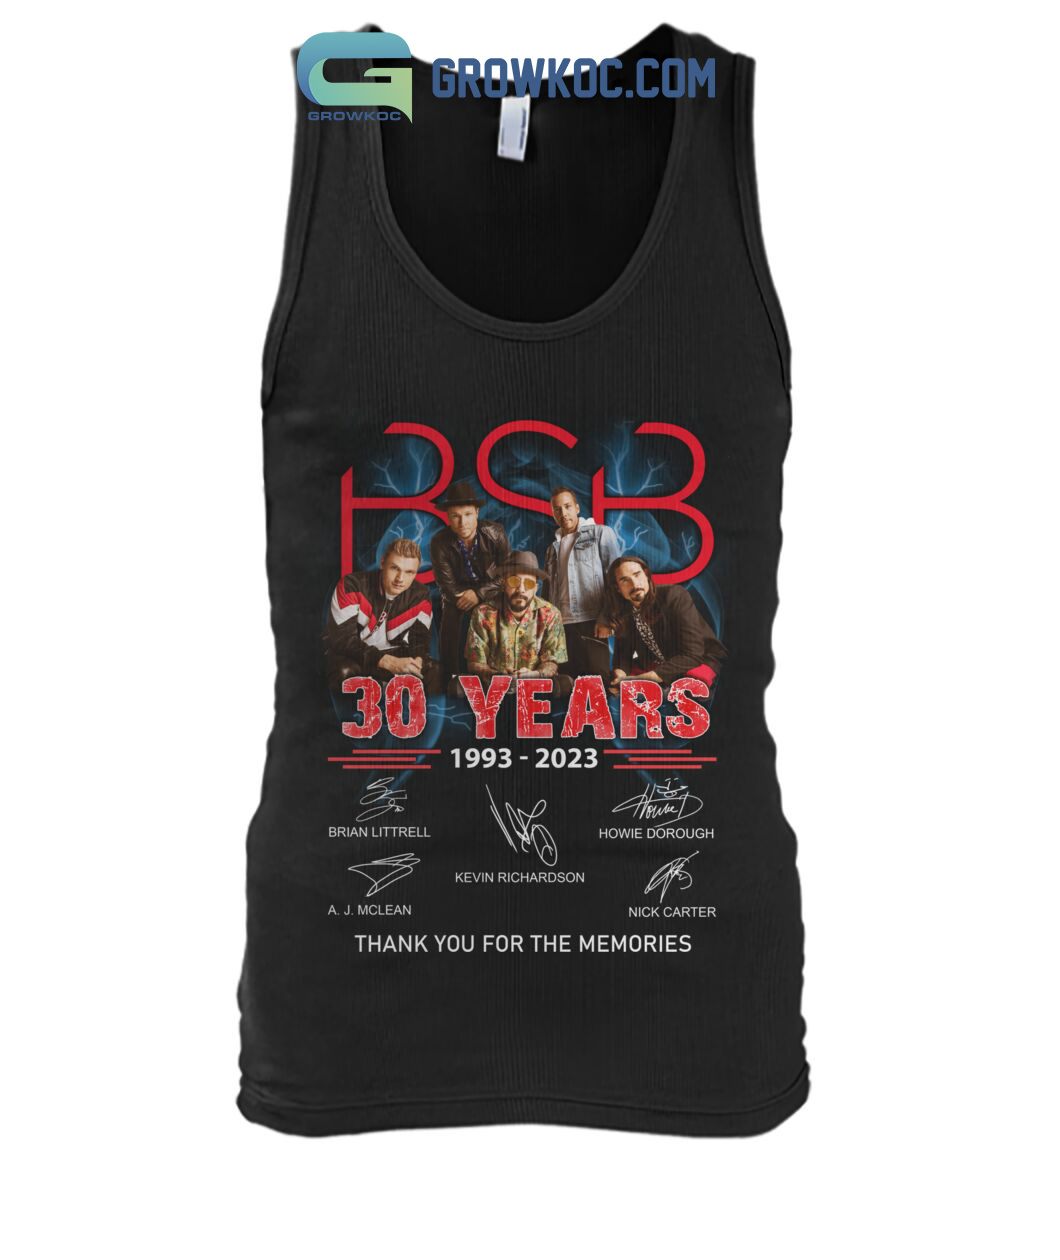 GROWKOC.COM
GROWKOC
BSB
30 YEARS
1993 - 2023
BRIAN LITTRELL
HOWIE DOROUGH
KEVIN RICHARDSON
A. J. MCLEAN
NICK CARTER
THANK YOU FOR THE MEMORIES